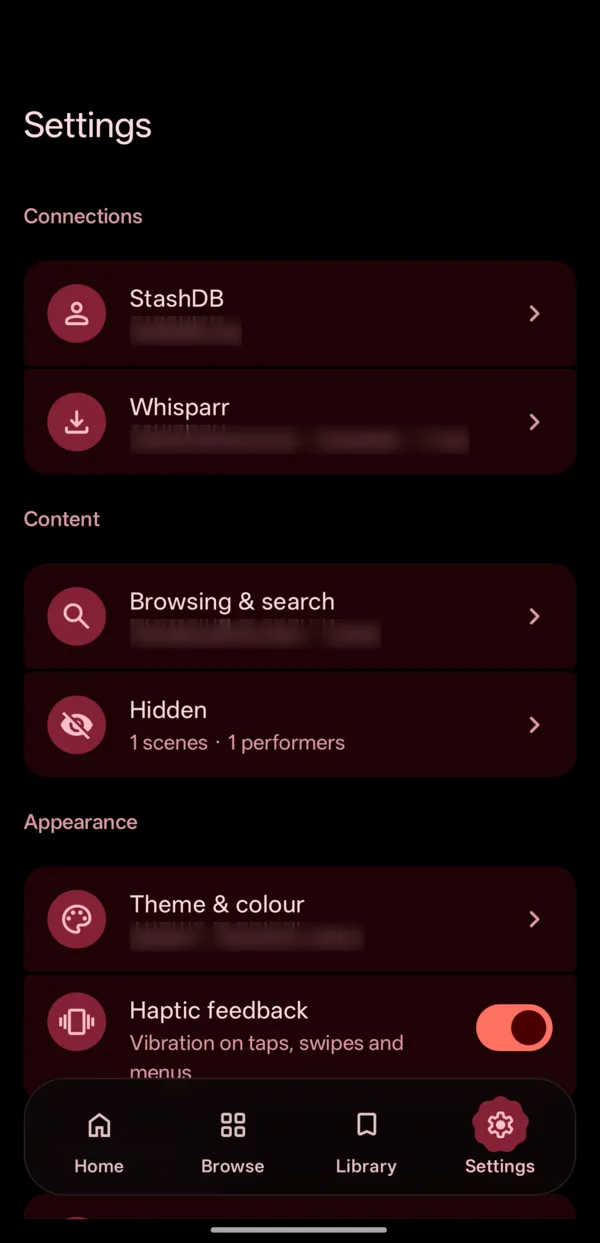 Settings
Connections
StashDB
Whisparr
Content
Browsing & search
Hidden
1 scenes · 1 performers
Appearance
Theme & colour
Haptic feedback
Vibration on taps, swipes and
menus
Home
Browse
Library
Settings